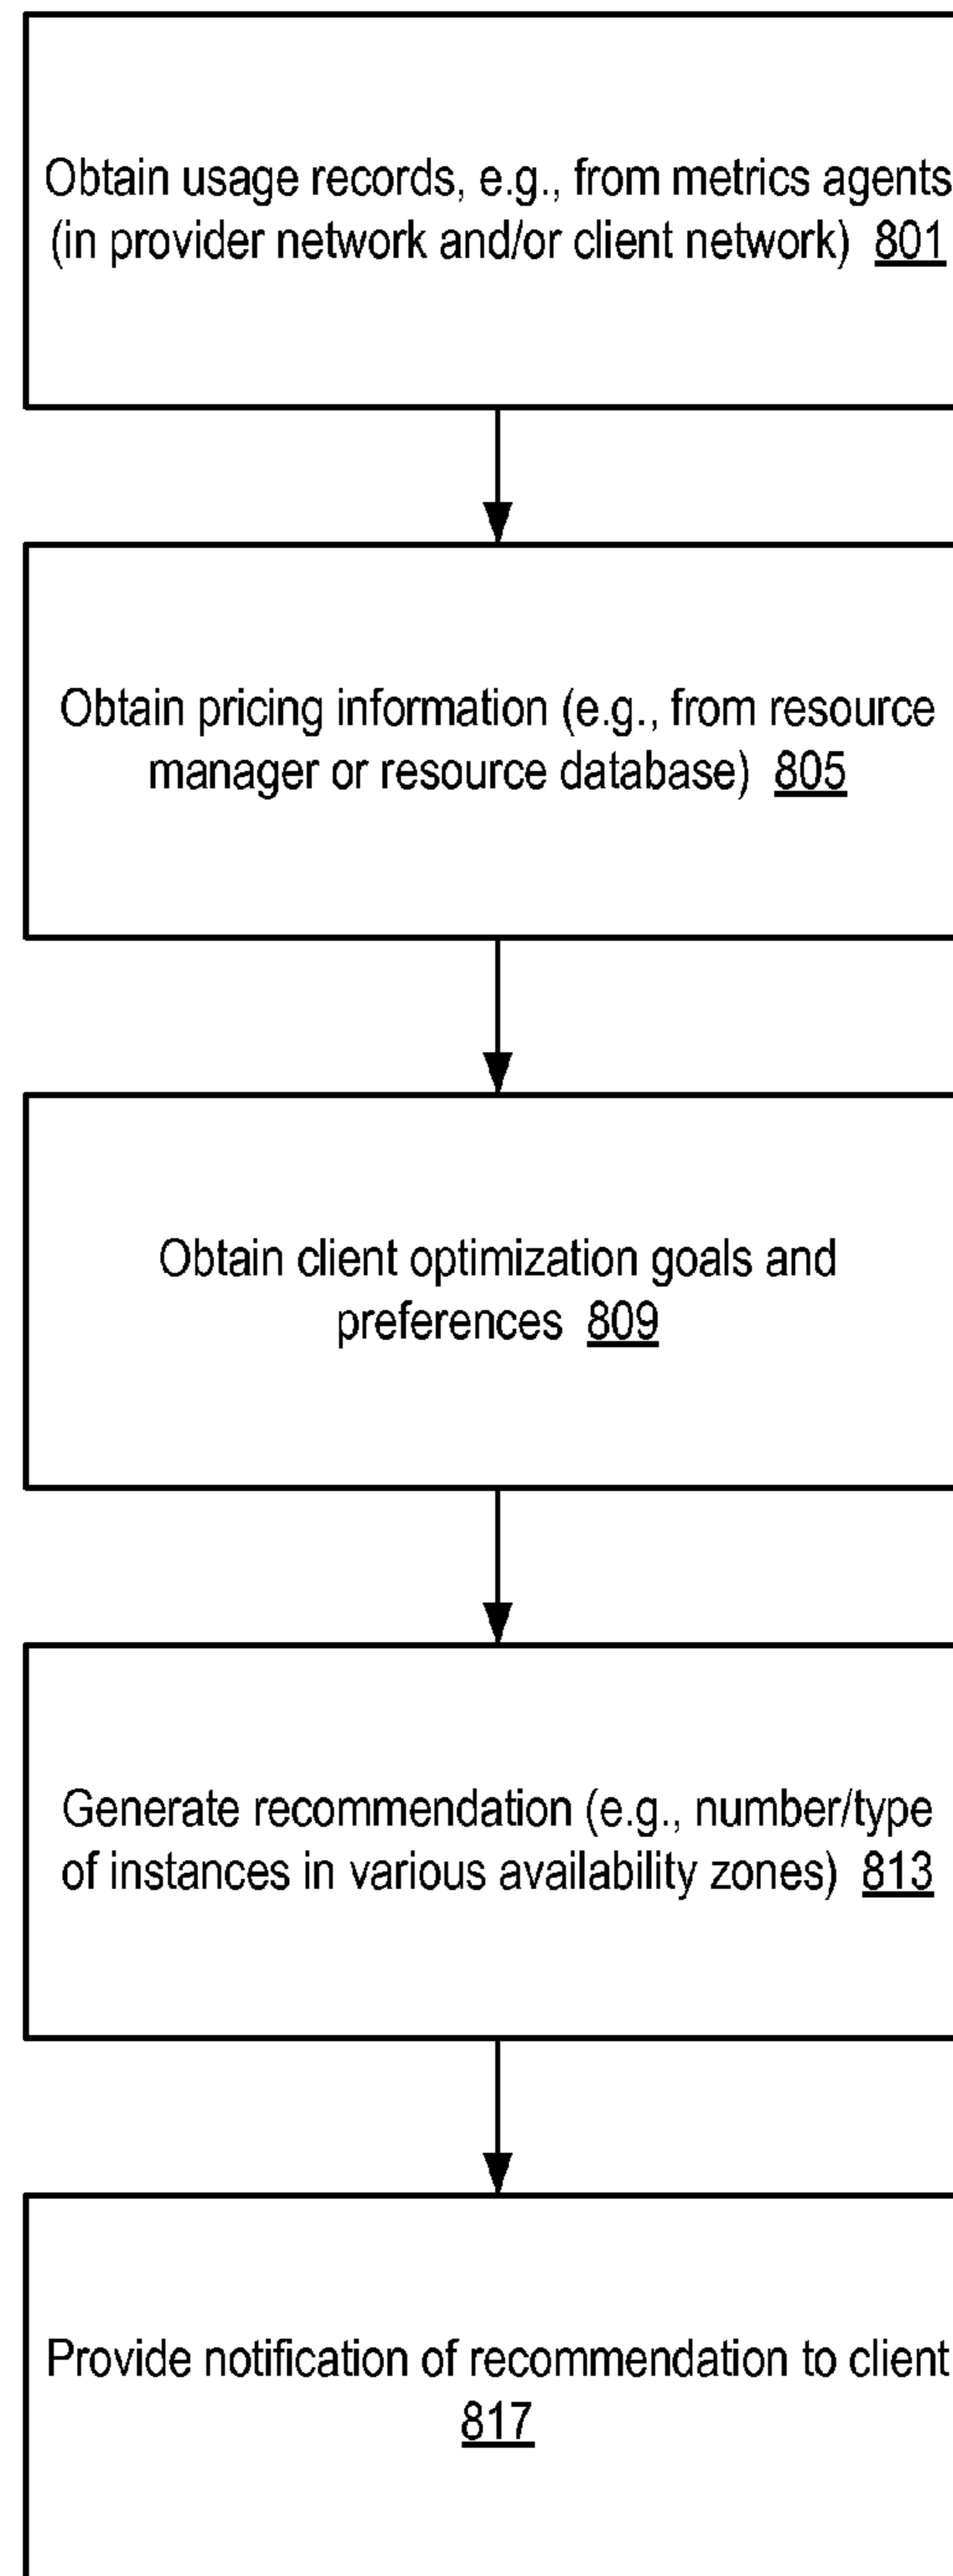 Obtain usage records, e.g., from metrics agents
(in provider network and/or client network) 801
Obtain pricing information (e.g., from resource
manager or resource database) 805
Obtain client optimization goals and
preferences 809
Generate recommendation (e.g., number/type
of instances in various availability zones) 813
Provide notification of recommendation to client
817